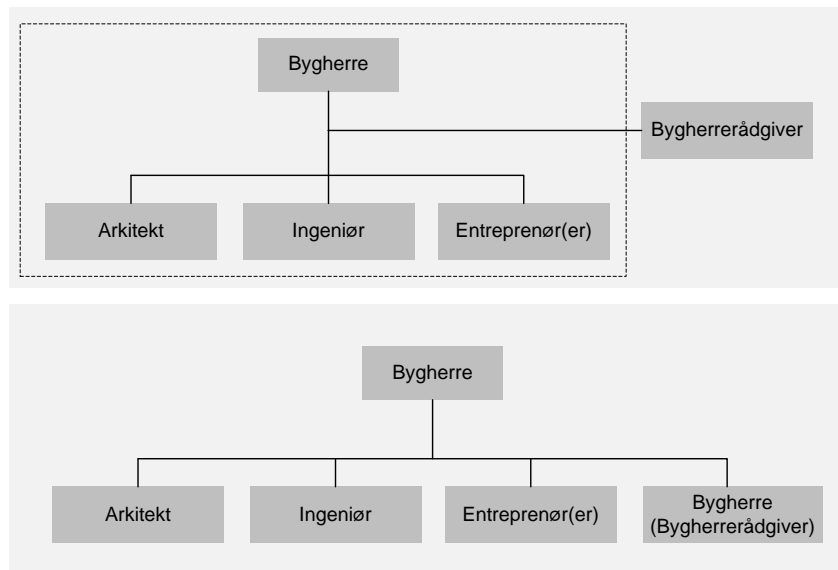 Bygherre
Bygherrerådgiver
Arkitekt
Ingeniør
Entreprenør(er)
Bygherre
Arkitekt
Ingeniør
Entreprenør(er)
Bygherre
(Bygherrerådgiver)